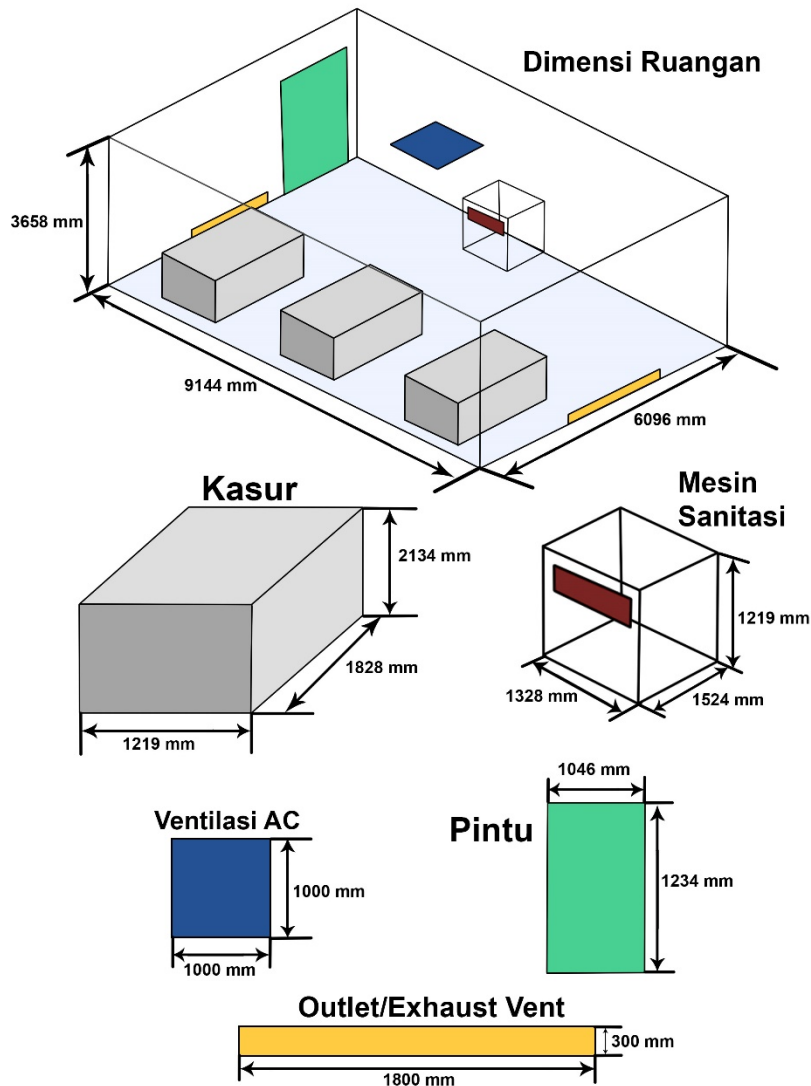 Dimensi Ruangan
3658 mm
9144 mm
6096 mm
Kasur
2134 mm
1828 mm
1219 mm
Mesin
Sanitasi
1219 mm
1328 mm
1524 mm
Ventilasi AC
1000 mm
1000 mm
Pintu
1046 mm
1234 mm
Outlet/Exhaust Vent
300 mm
1800 mm